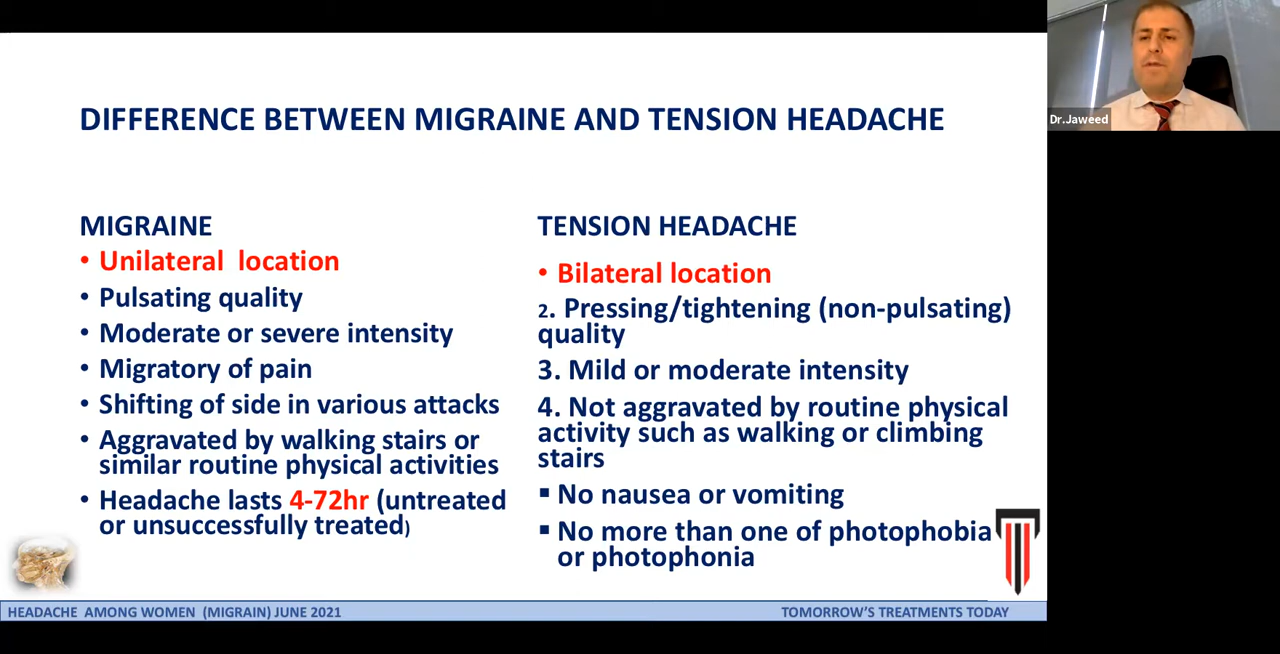 DIFFERENCE BETWEEN MIGRAINE AND TENSION HEADACHE
Dr.Jaweed
MIGRAINE
• Unilateral location
• Pulsating quality
• Moderate or severe intensity
• Migratory of pain
• Shifting of side in various attacks
• Aggravated by walking stairs or
similar routine physical activities
• Headache lasts 4-72hr (untreated
or unsuccessfully treated)
TENSION HEADACHE
• Bilateral location
2. Pressing/tightening (non-pulsating)
quality
3. Mild or moderate intensity
4. Not aggravated by routine physical
activity such as walking or climbing
stairs
▪ No nausea or vomiting
▪ No more than one of photophobia
or photophonia
HEADACHE AMONG WOMEN (MIGRAIN) JUNE 2021
TOMORROW'S TREATMENTS TODAY